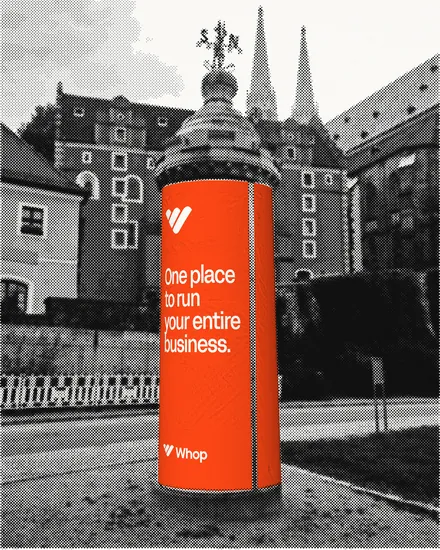 S N
One place
to run
your entire
business.
Whop